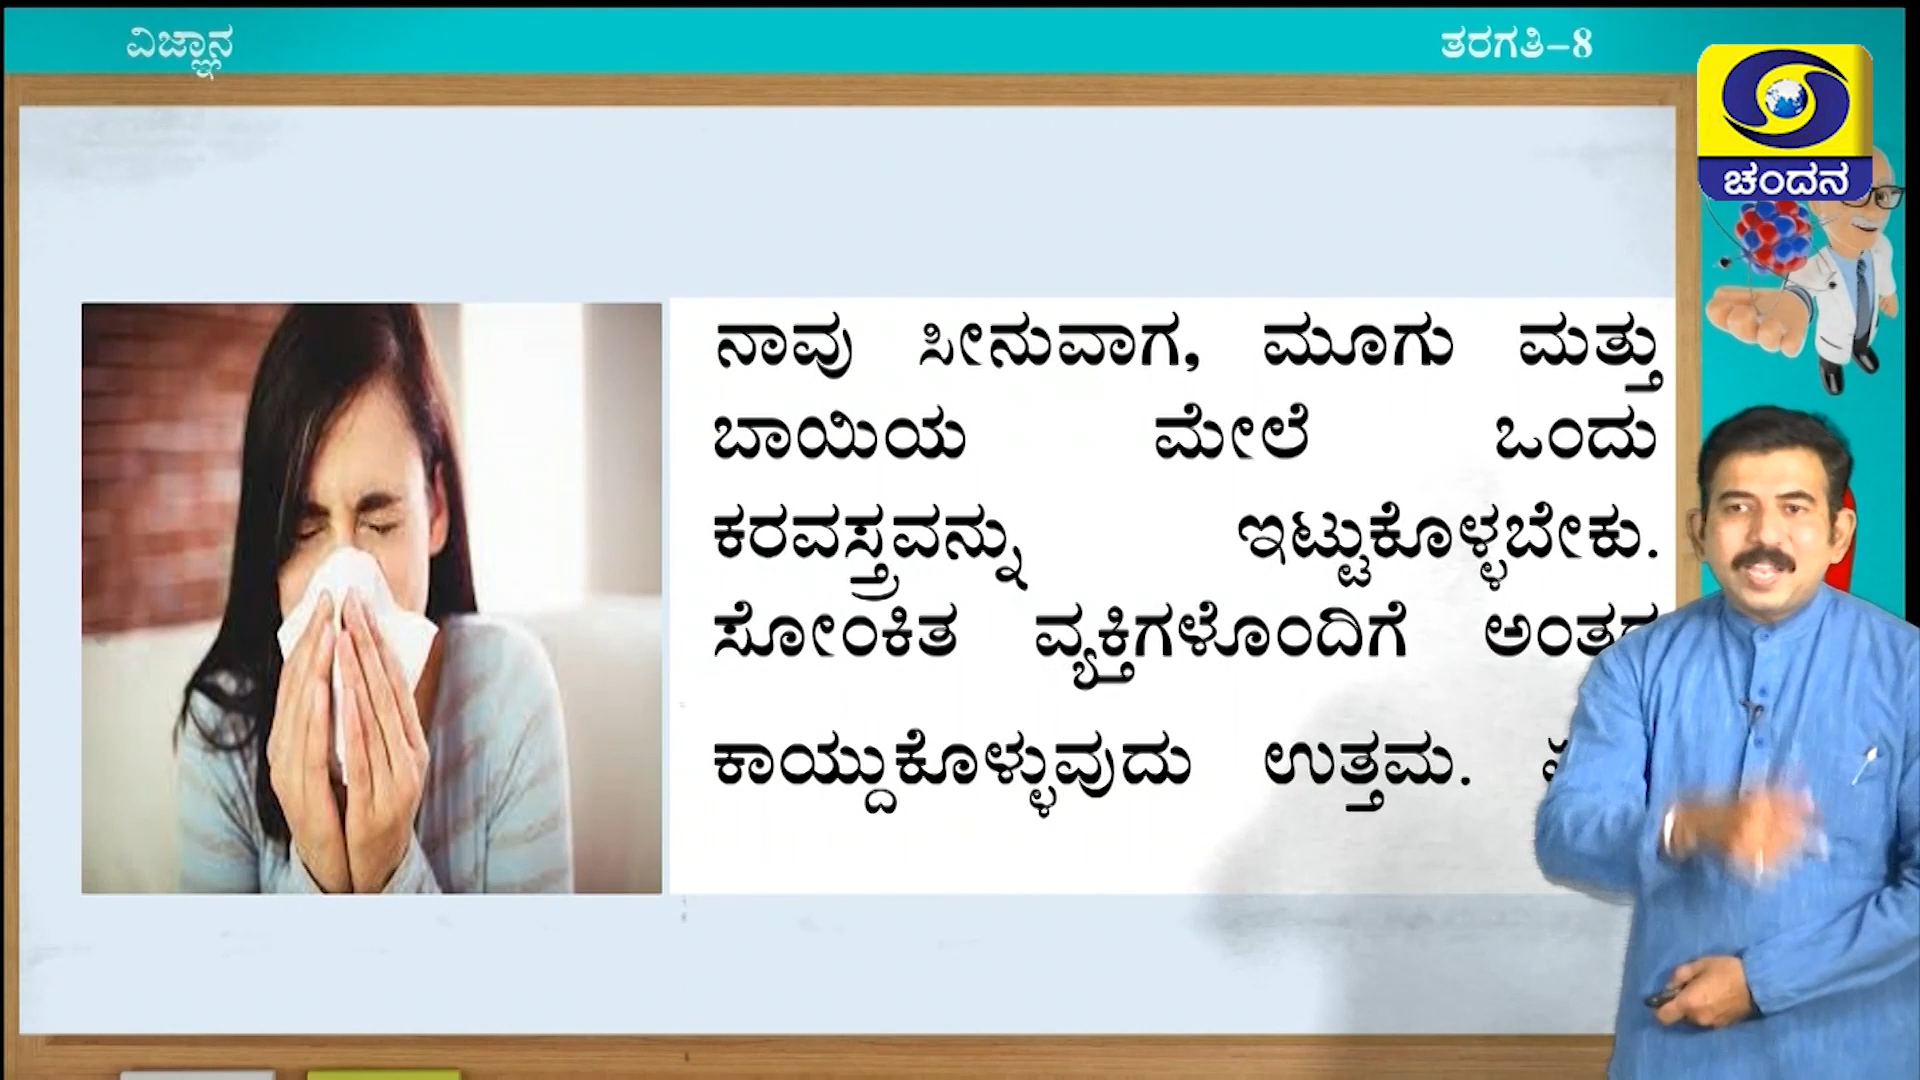 ವಿಜ್ಞಾನ
ತರಗತಿ–8
ಚಂದನ
ನಾವು ಸೀನುವಾಗ, ಮೂಗು ಮತ್ತು
ಬಾಯಿಯ ಮೇಲೆ ಒಂದು
ಕರವಸ್ತ್ರವನ್ನು ಇಟ್ಟುಕೊಳ್ಳಬೇಕು.
ಸೋಂಕಿತ ವ್ಯಕ್ತಿಗಳೊಂದಿಗೆ
ಕಾಯ್ದುಕೊಳ್ಳುವುದು ಉತ್ತಮ.